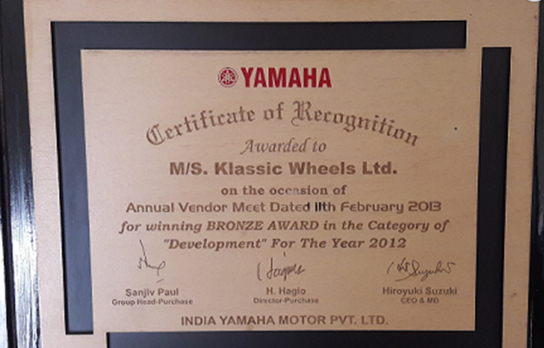 YAMAHA
Certificate of Recognition
Awarded to
M/S. Klassic Wheels Ltd.
on the occasion of
Annual Vendor Meet Dated 11th February 2013
for winning BRONZE AWARD in the Category of
"Development" For The Year 2012
Sanjiv Paul H. Hagio Hiroyuki Suzuki
Group Head-Purchase Director-Purchase CEO & MD
INDIA YAMAHA MOTOR PVT. LTD.